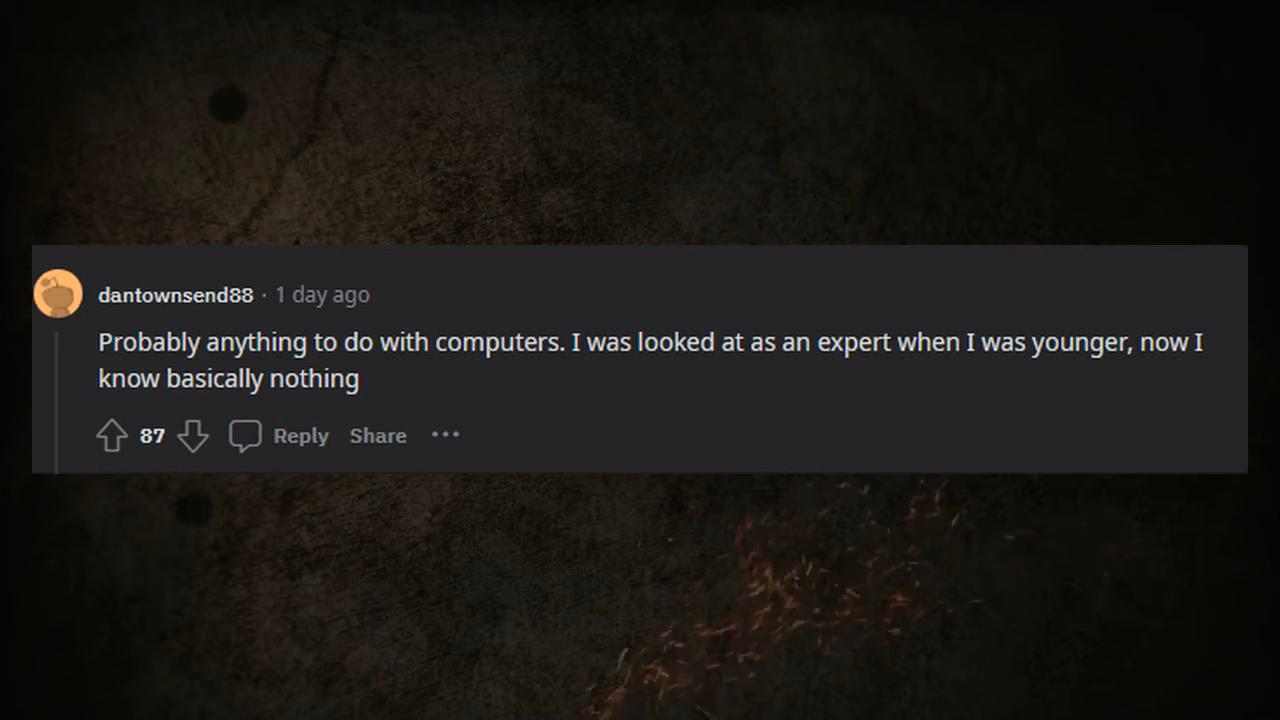 dantownsend88 · 1 day ago
Probably anything to do with computers. I was looked at as an expert when I was younger, now I
know basically nothing
87 Reply Share ···